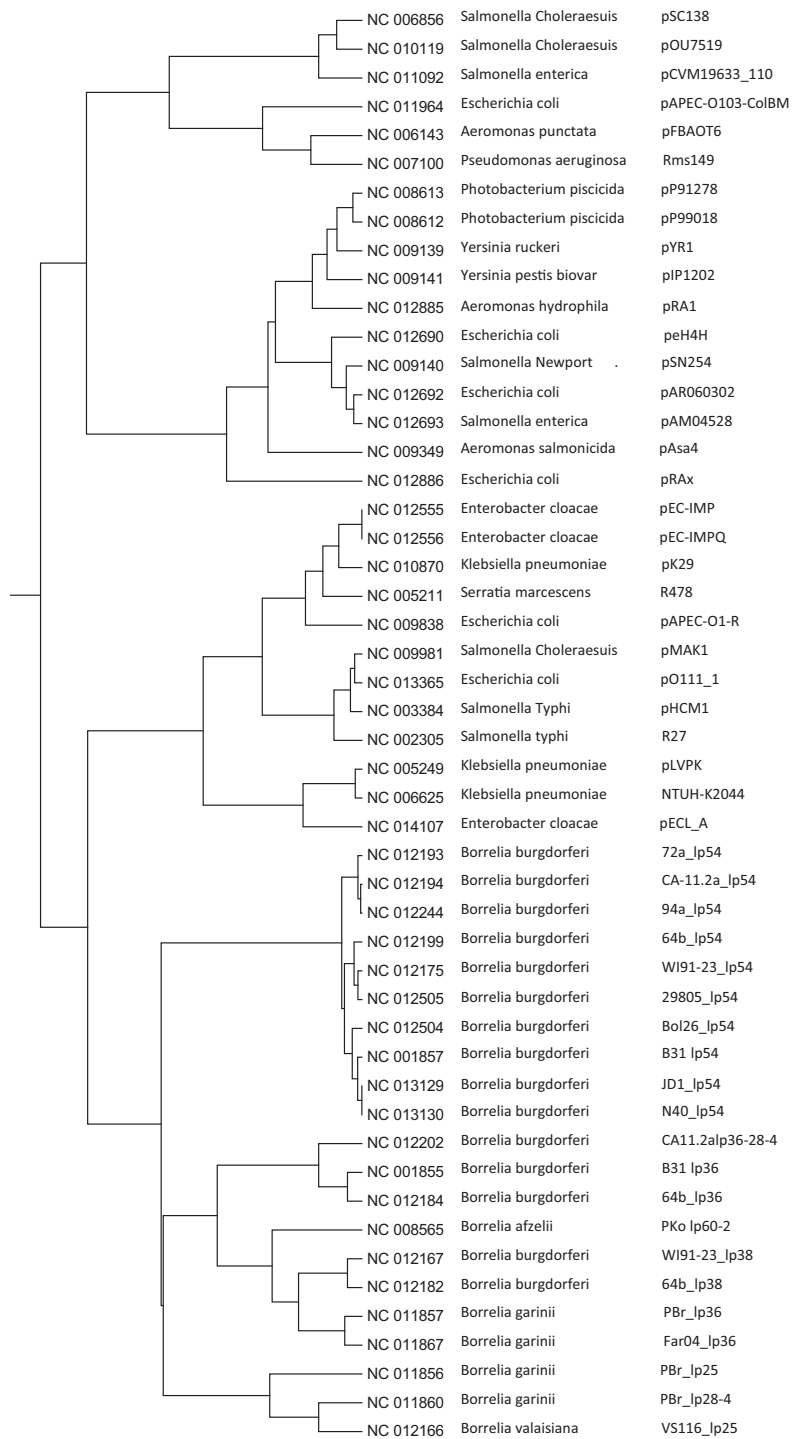 NC 006856 Salmonella Choleraesuis pSC138
NC 010119 Salmonella Choleraesuis pOU7519
NC 011092 Salmonella enterica pCVM19633_110
NC 011964 Escherichia coli pAPEC-O103-ColBM
NC 006143 Aeromonas punctata pFBAOT6
NC 007100 Pseudomonas aeruginosa Rms149
NC 008613 Photobacterium piscicida pP91278
NC 008612 Photobacterium piscicida pP99018
NC 009139 Yersinia ruckeri pYR1
NC 009141 Yersinia pestis biovar pIP1202
NC 012885 Aeromonas hydrophila pRA1
NC 012690 Escherichia coli peH4H
NC 009140 Salmonella Newport . pSN254
NC 012692 Escherichia coli pAR060302
NC 012693 Salmonella enterica pAM04528
NC 009349 Aeromonas salmonicida pAsa4
NC 012886 Escherichia coli pRAx
NC 012555 Enterobacter cloacae pEC-IMP
NC 012556 Enterobacter cloacae pEC-IMPQ
NC 010870 Klebsiella pneumoniae pK29
NC 005211 Serratia marcescens R478
NC 009838 Escherichia coli pAPEC-O1-R
NC 009981 Salmonella Choleraesuis pMAK1
NC 013365 Escherichia coli pO111_1
NC 003384 Salmonella Typhi pHCM1
NC 002305 Salmonella typhi R27
NC 005249 Klebsiella pneumoniae pLVPK
NC 006625 Klebsiella pneumoniae NTUH-K2044
NC 014107 Enterobacter cloacae pECL_A
NC 012193 Borrelia burgdorferi 72a_lp54
NC 012194 Borrelia burgdorferi CA-11.2a_lp54
NC 012244 Borrelia burgdorferi 94a_lp54
NC 012199 Borrelia burgdorferi 64b_lp54
NC 012175 Borrelia burgdorferi WI91-23_lp54
NC 012505 Borrelia burgdorferi 29805_lp54
NC 012504 Borrelia burgdorferi Bol26_lp54
NC 001857 Borrelia burgdorferi B31 lp54
NC 013129 Borrelia burgdorferi JD1_lp54
NC 013130 Borrelia burgdorferi N40_lp54
NC 012202 Borrelia burgdorferi CA11.2alp36-28-4
NC 001855 Borrelia burgdorferi B31 lp36
NC 012184 Borrelia burgdorferi 64b_lp36
NC 008565 Borrelia afzelii PKo lp60-2
NC 012167 Borrelia burgdorferi WI91-23_lp38
NC 012182 Borrelia burgdorferi 64b_lp38
NC 011857 Borrelia garinii PBr_lp36
NC 011867 Borrelia garinii Far04_lp36
NC 011856 Borrelia garinii PBr_lp25
NC 011860 Borrelia garinii PBr_lp28-4
NC 012166 Borrelia valaisiana VS116_lp25